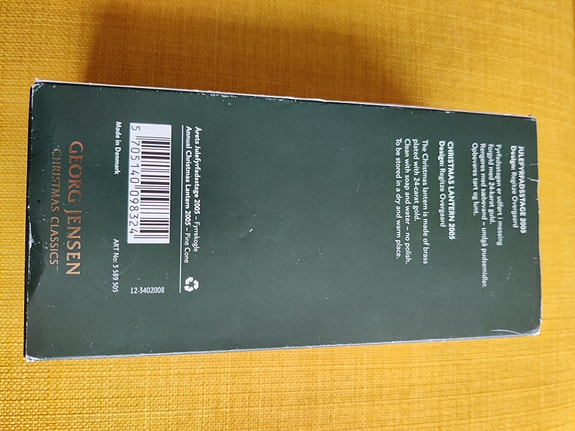 JULEFYRFADSSTAGE 2005
Design: Regitze Overgaard
Fyrfadsstagen er udført i messing
forgyldt med 24 karat guld.
Rengøres med sæbevand – undgå pudsemidler.
Opbevares tørt og lunt.
CHRISTMAS LANTERN 2005
Design: Regitze Overgaard
The Christmas lantern is made of brass
plated with 24-carat gold.
Clean with soap and water – no polish.
To be stored in a dry and warm place.
Årets Julefyrfadsstage 2005 – Fyrrekogle
Annual Christmas Lantern 2005 – Pine Cone
12-3402008
5 705140 098324
ART No: 3 589 505
Made in Denmark
GEORG JENSEN
CHRISTMAS CLASSICS